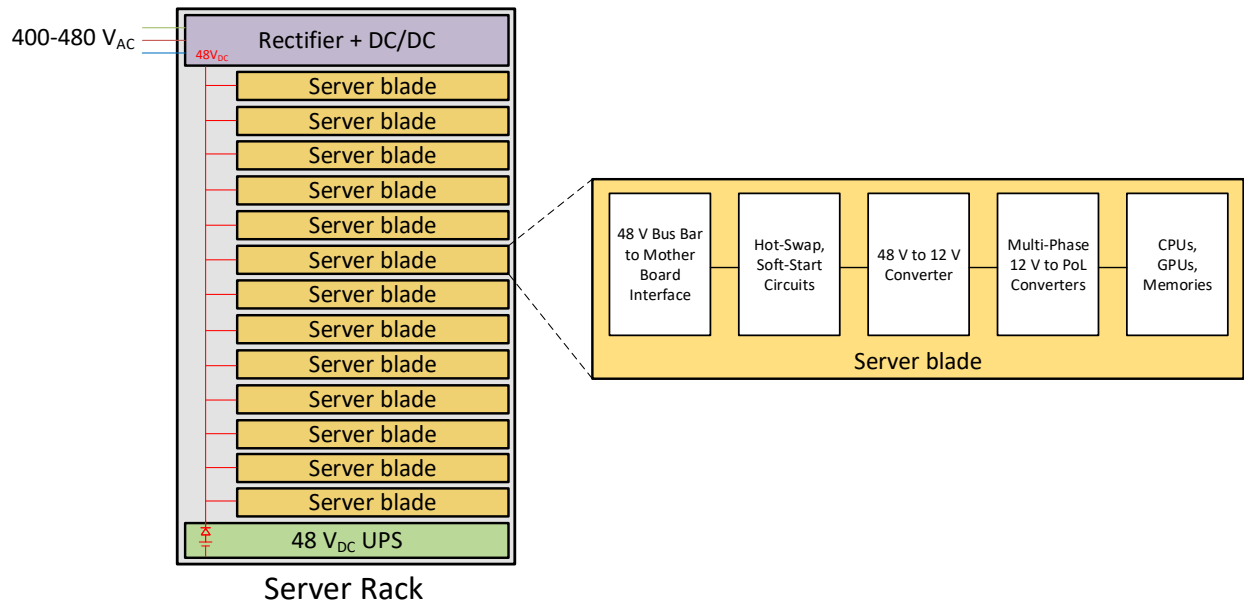 400-480 VAC
Rectifier + DC/DC
48VDC
Server blade
Server blade
Server blade
Server blade
Server blade
Server blade
Server blade
Server blade
Server blade
Server blade
Server blade
Server blade
Server blade
48 VDC UPS
Server Rack
48 V Bus Bar
to Mother
Board
Interface
Hot-Swap,
Soft-Start
Circuits
48 V to 12 V
Converter
Multi-Phase
12 V to PoL
Converters
CPUs,
GPUs,
Memories
Server blade